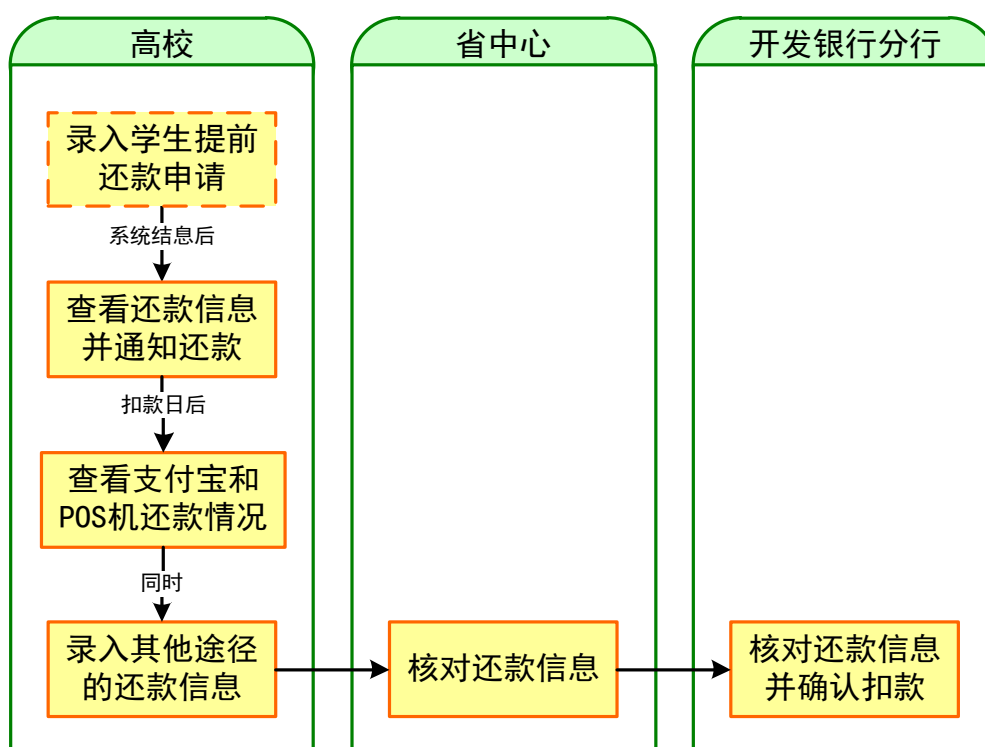 高校
省中心
开发银行分行
录入学生提前
还款申请
系统结息后
查看还款信息
并通知还款
扣款日后
查看支付宝和
POS机还款情况
同时
录入其他途径
的还款信息
核对还款信息
核对还款信息
并确认扣款